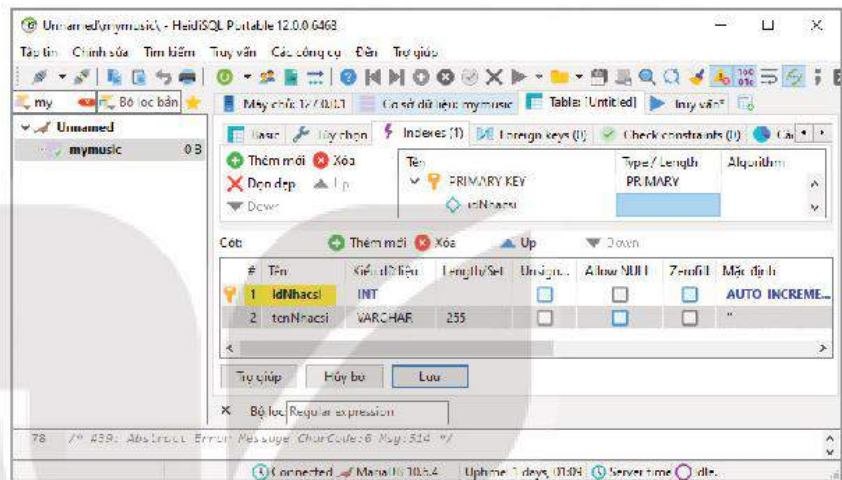 Unnamed\mymusic\ - HeidiSQL Portable 12.0.0.6468
Tập tin Chỉnh sửa Tìm kiếm Truy vấn Các công cụ Đến Trợ giúp
my Bộ lọc bản Máy chủ: 127.0.0.1 Cơ sở dữ liệu: mymusic Table: [Untitled] Truy vấn*
Unnamed
mymusic 0 B
Basic Tùy chọn Indexes (1) Foreign keys (0) Check constraints (0)
Thêm mới Xóa Tên Type / Length Algorithm
Dọn dẹp Up PRIMARY KEY PRIMARY
Down idNhacsi
Cột: Thêm mới Xóa Up Down
# Tên Kiểu dữ liệu Length/Set Unsign... Allow NULL Zerofill Mặc định
1 idNhacsi INT AUTO INCREME...
2 tenNhacsi VARCHAR 255 ''
Trợ giúp Hủy bỏ Lưu
Bộ lọc: Regular expression
78 /* #39: Abstract Error Message CharCode:0 Msg:514 */
Connected MariaDB 10.6.4 Uptime: days, 01:09 Server time Idle.